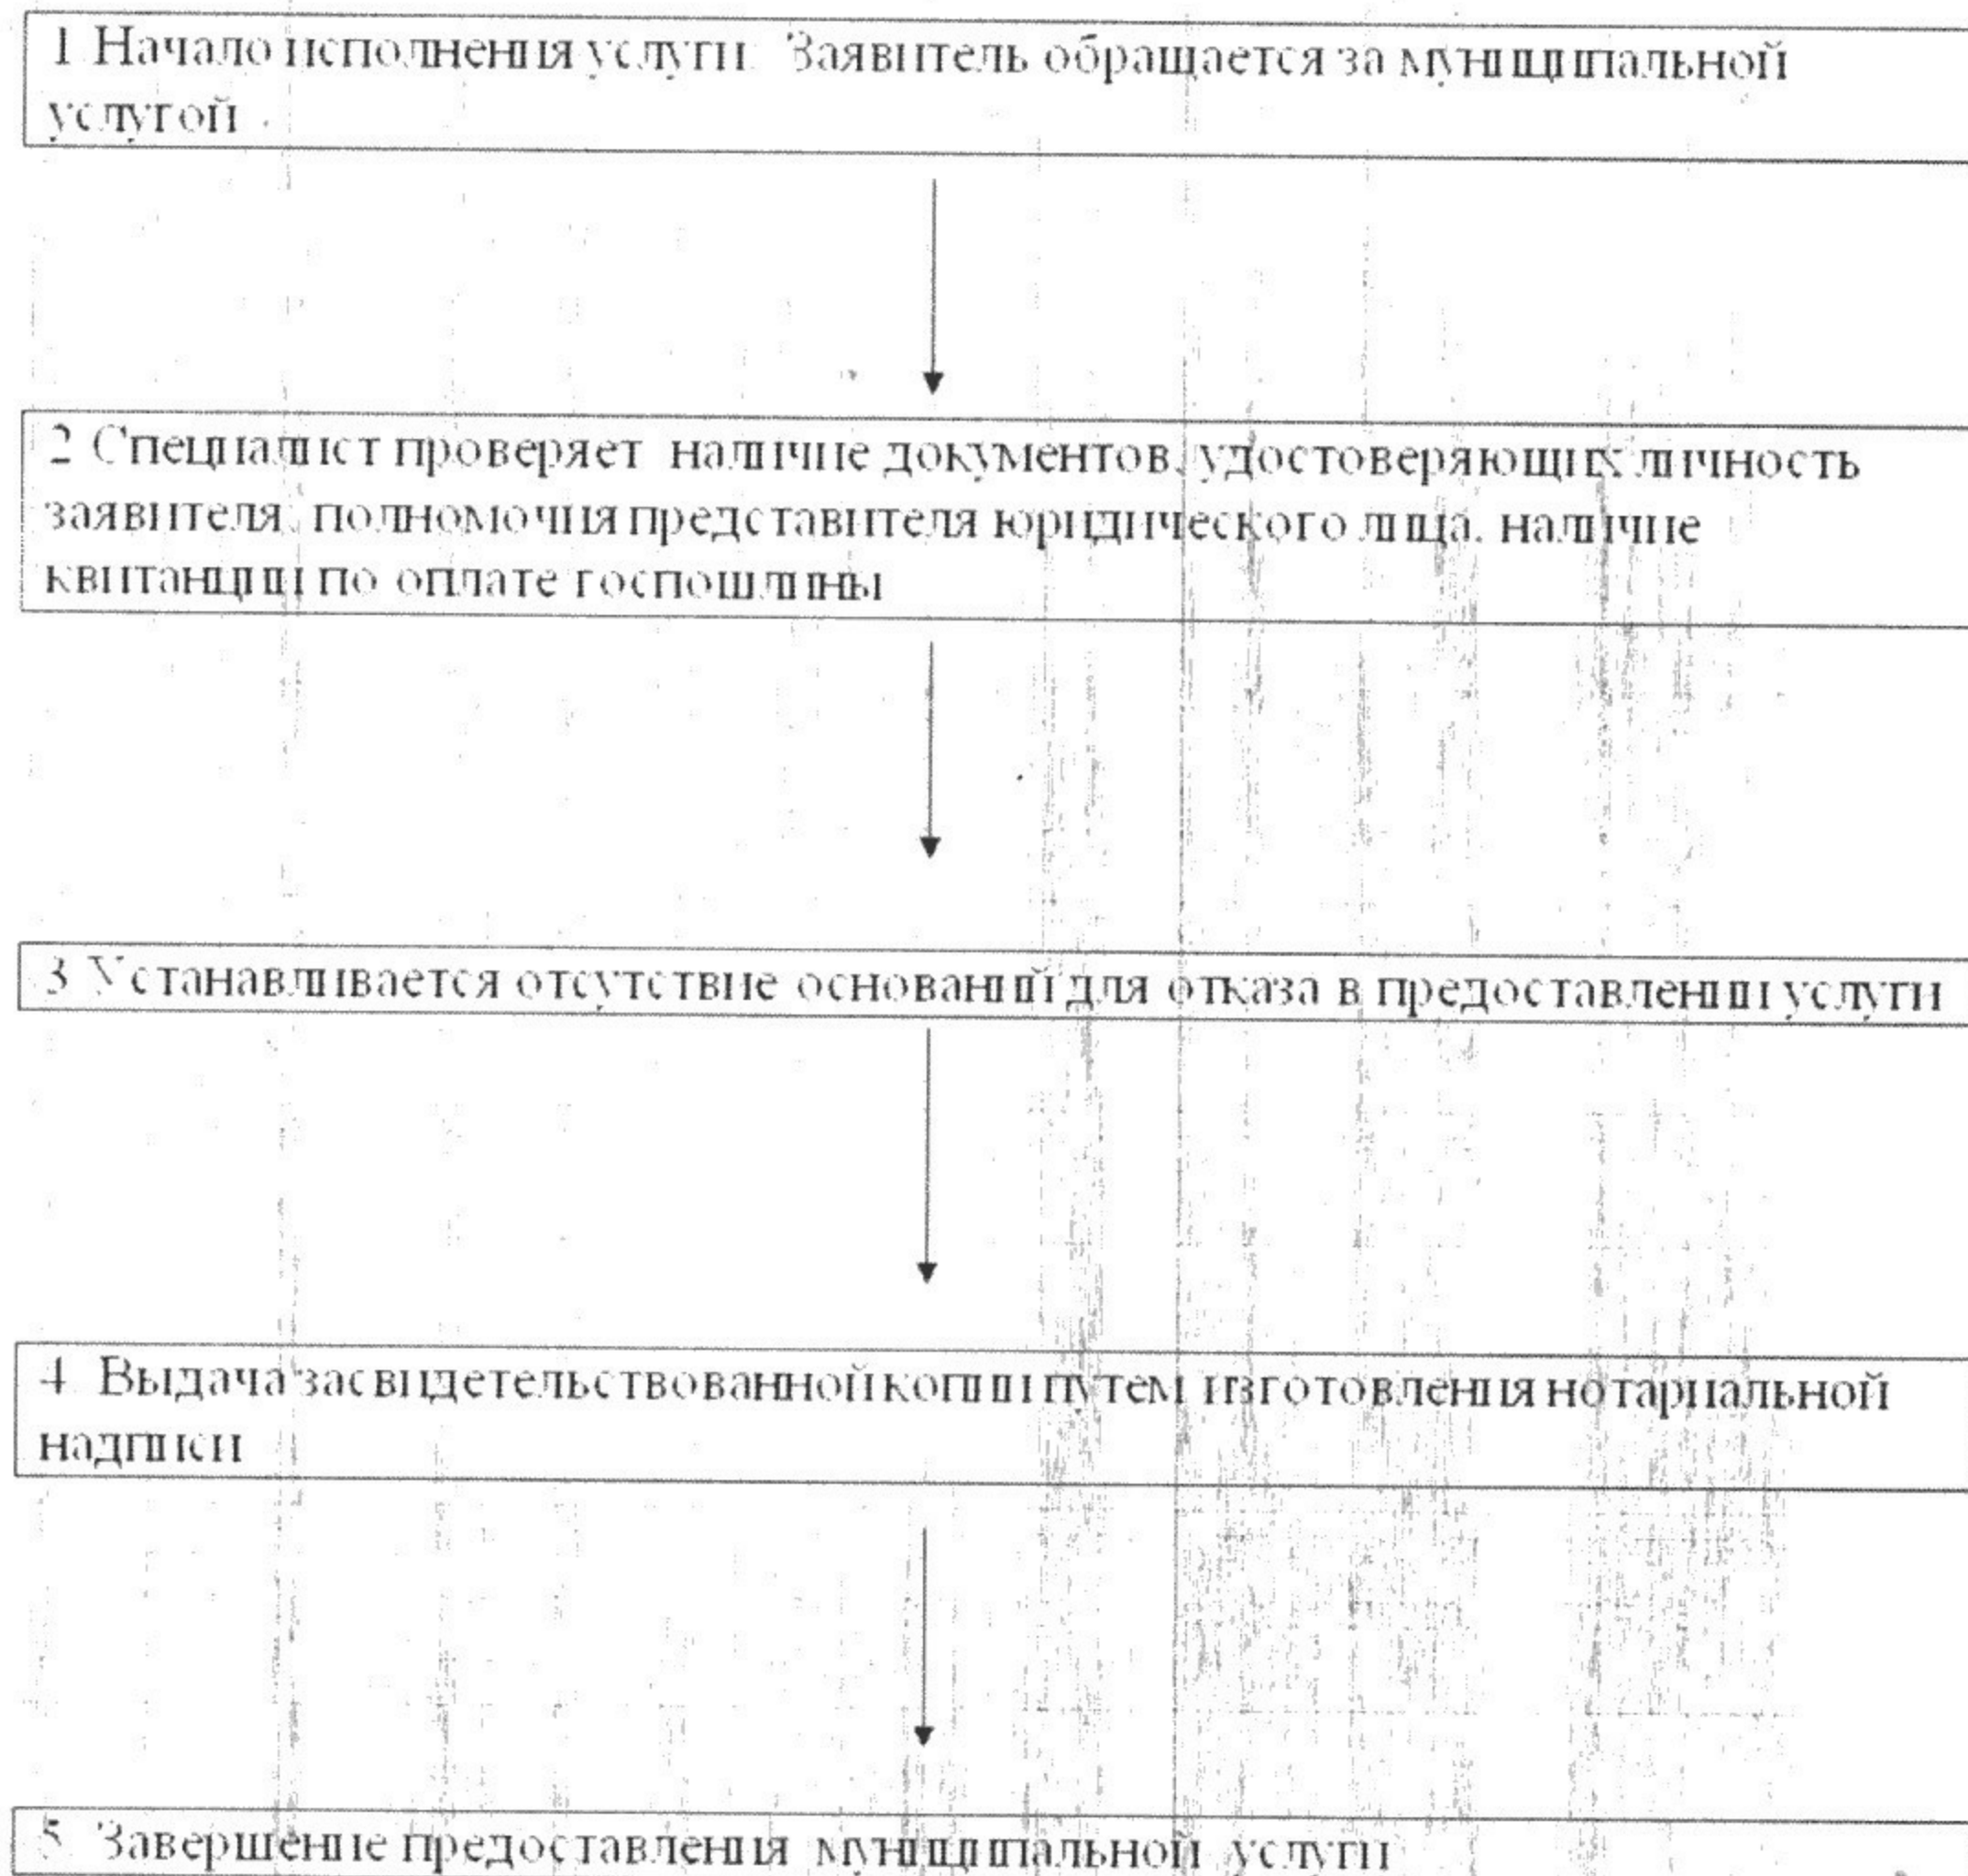 1 Начало исполнения услуги. Заявитель обращается за муниципальной
услугой.
2 Специалист проверяет наличие документов, удостоверяющих личность
заявителя, полномочия представителя юридического лица, наличие
квитанции по оплате госпошлины
3 Устанавливается отсутствие оснований для отказа в предоставлении услуги
4. Выдача засвидетельствованной копии путем изготовления нотариальной
надписи
5. Завершение предоставления муниципальной услуги